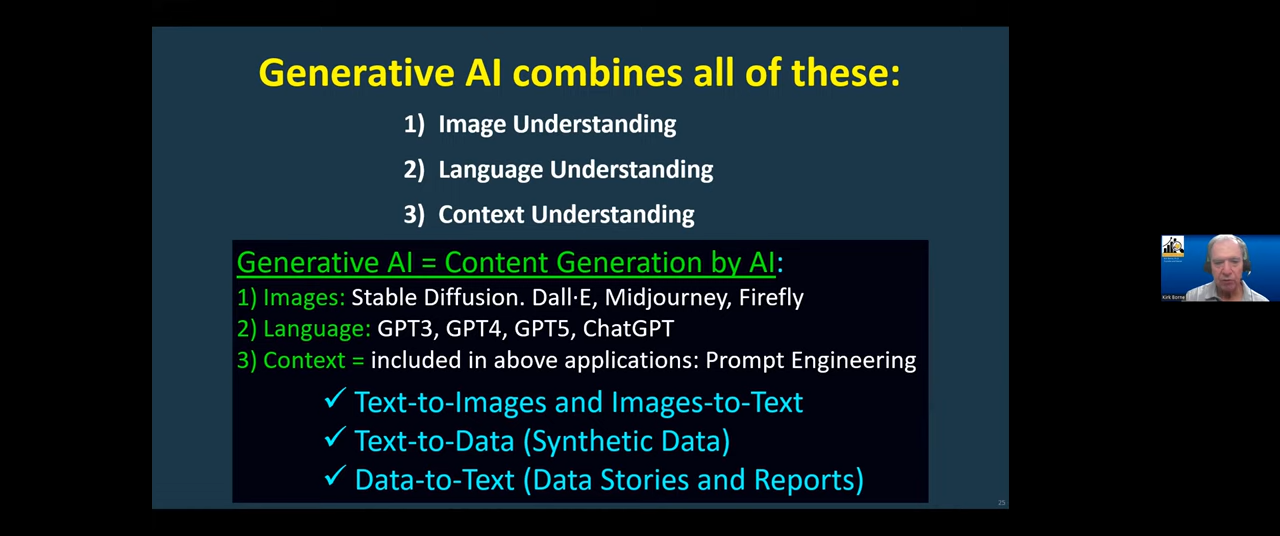 Generative AI combines all of these:
1) Image Understanding
2) Language Understanding
3) Context Understanding
Generative AI = Content Generation by AI:
1) Images: Stable Diffusion. Dall·E, Midjourney, Firefly
2) Language: GPT3, GPT4, GPT5, ChatGPT
3) Context = included in above applications: Prompt Engineering
✓ Text-to-Images and Images-to-Text
✓ Text-to-Data (Synthetic Data)
✓ Data-to-Text (Data Stories and Reports)
25
Kirk Borne